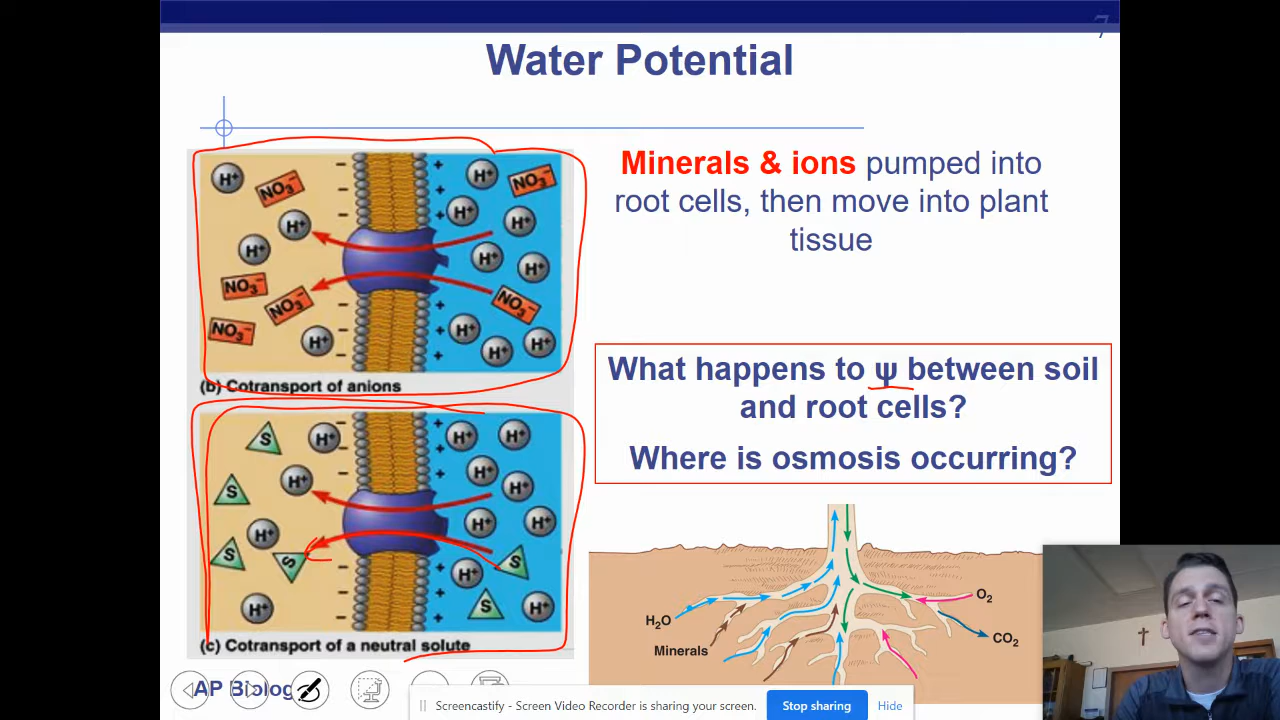 7
Water Potential
H+
NO3−
H+
NO3−
H+
H+
H+
H+
H+
H+
NO3−
NO3−
NO3−
NO3−
H+
H+
H+
H+
(b) Cotransport of anions
Minerals & ions pumped into
root cells, then move into plant
tissue
What happens to ψ between soil
and root cells?
Where is osmosis occurring?
S
H+
H+
H+
S
H+
H+
H+
S
H+
S
H+
H+
H+
S
H+
S
H+
(c) Cotransport of a neutral solute
H2O
Minerals
O2
CO2
AP Biolog
Screencastify - Screen Video Recorder is sharing your screen.
Stop sharing
Hide